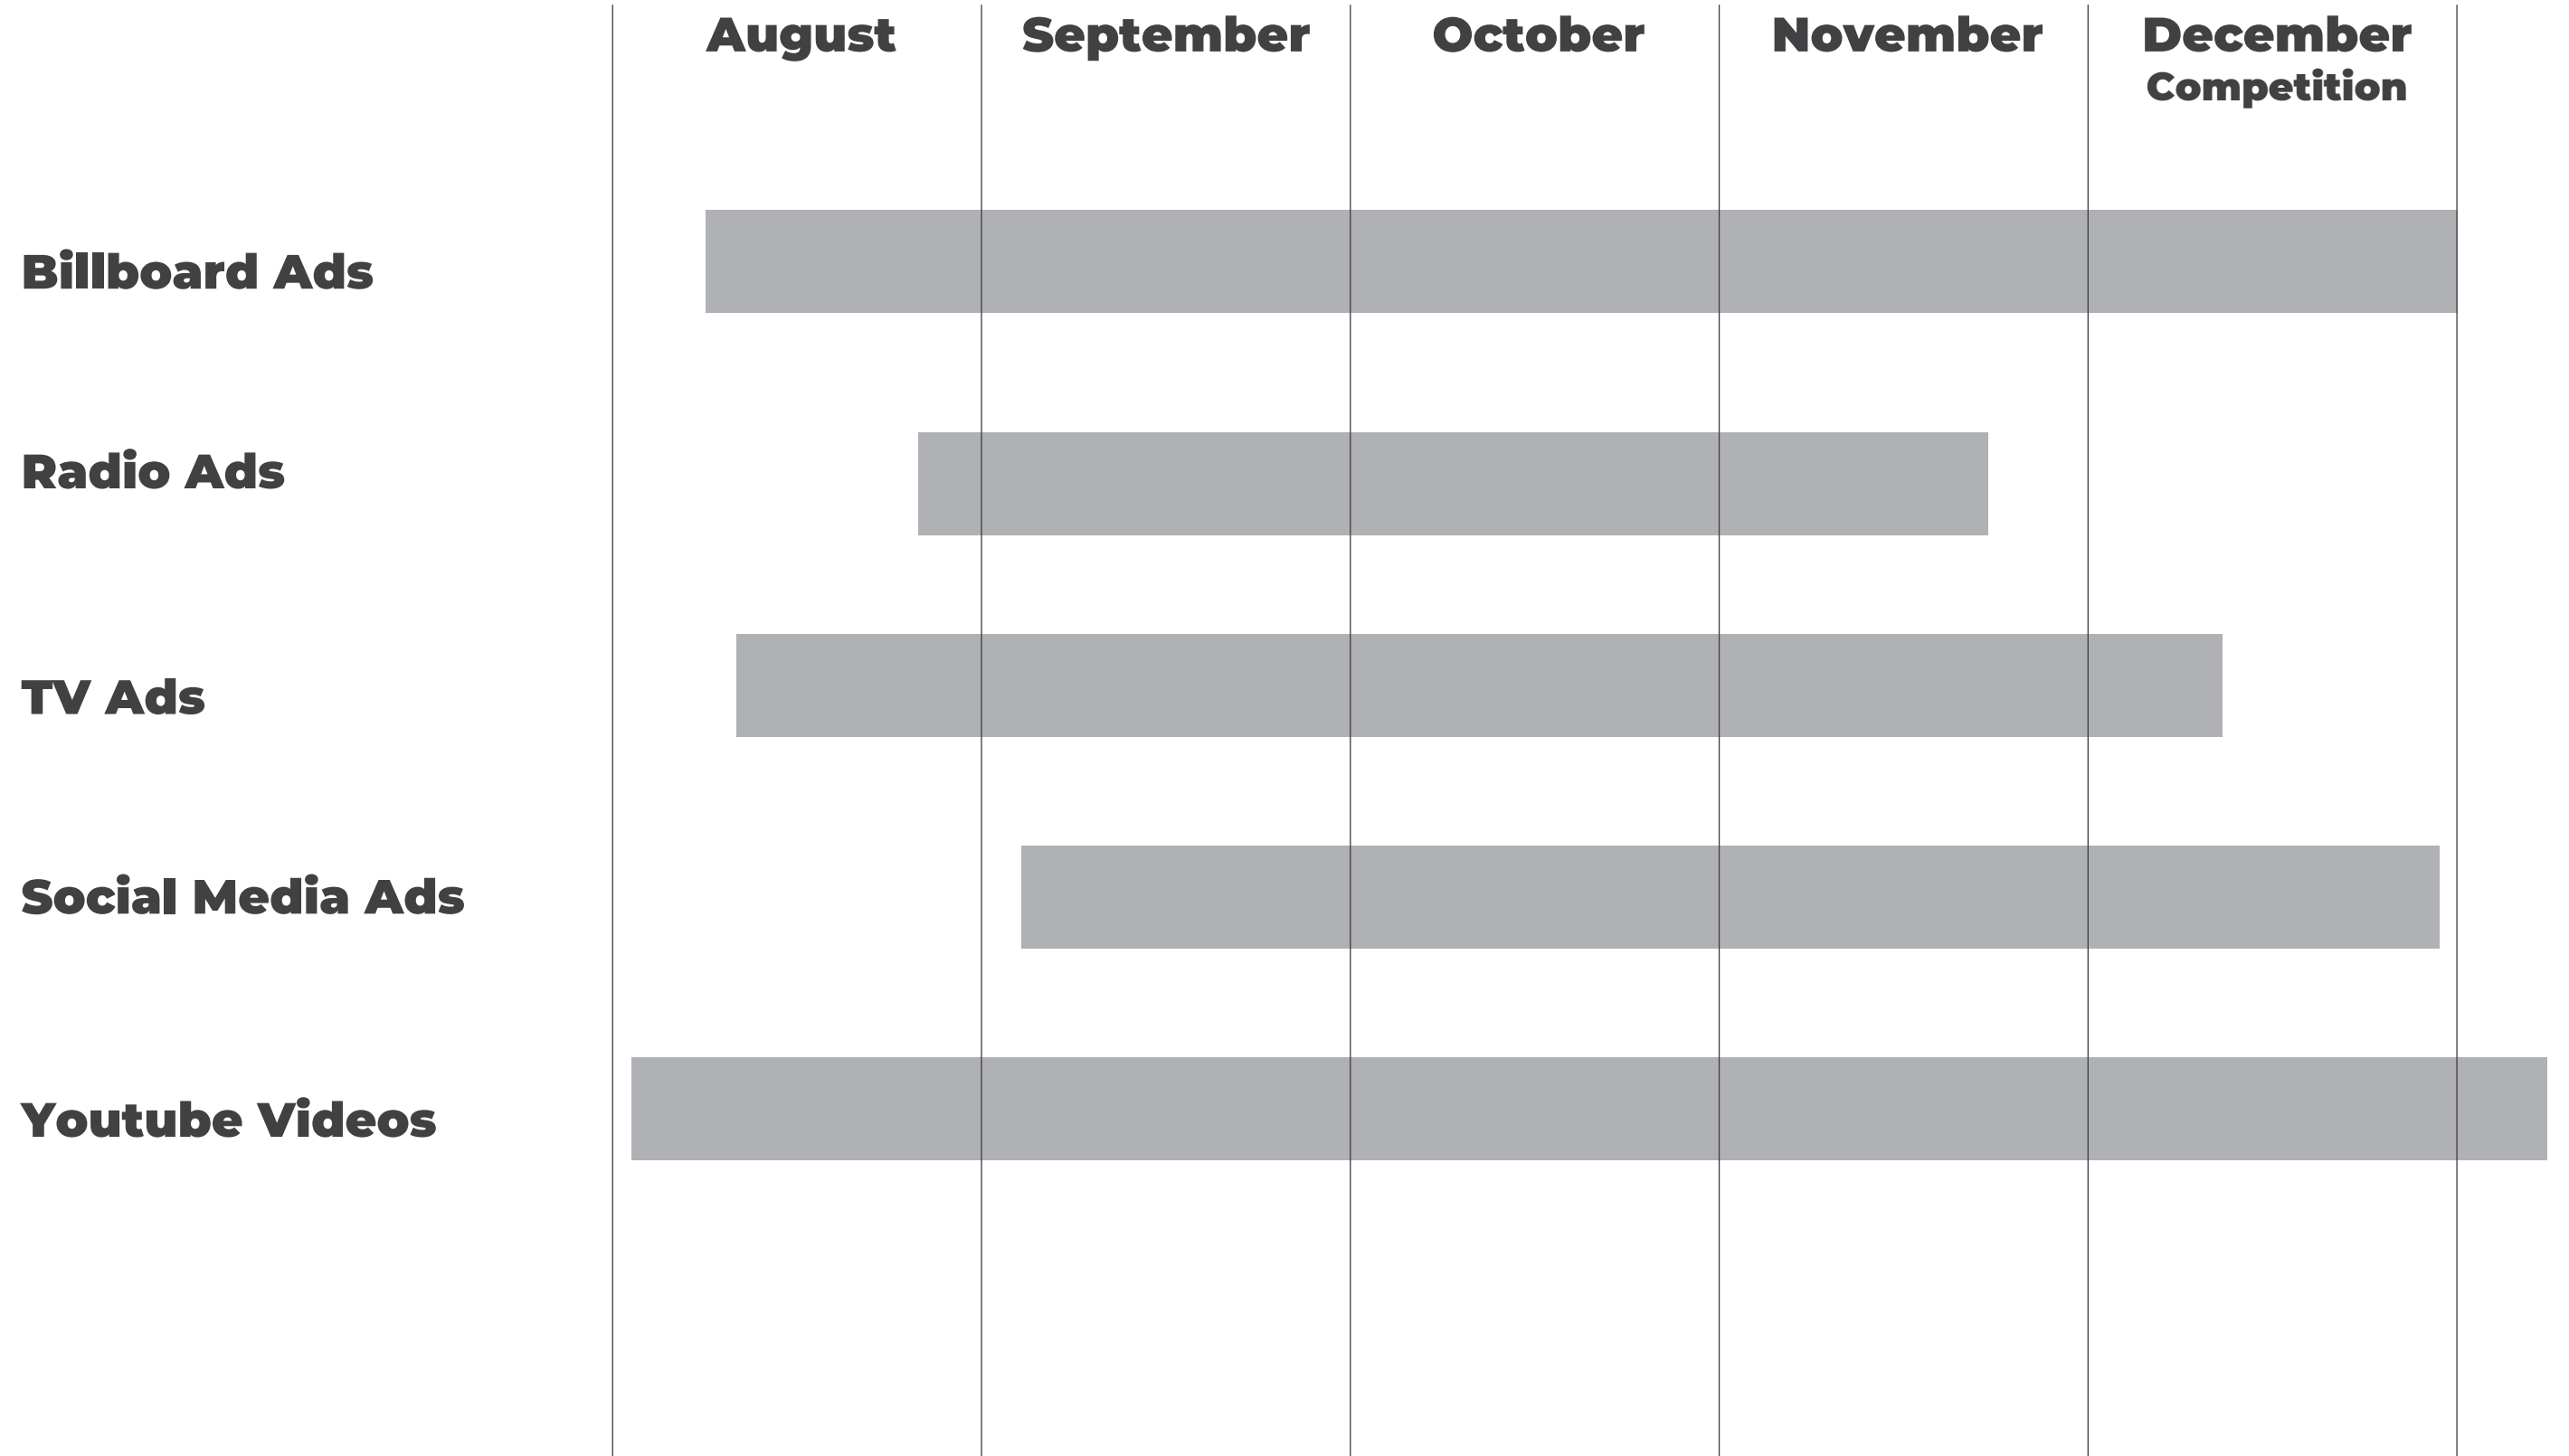 August
September
October
November
December
Competition
Billboard Ads
Radio Ads
TV Ads
Social Media Ads
Youtube Videos